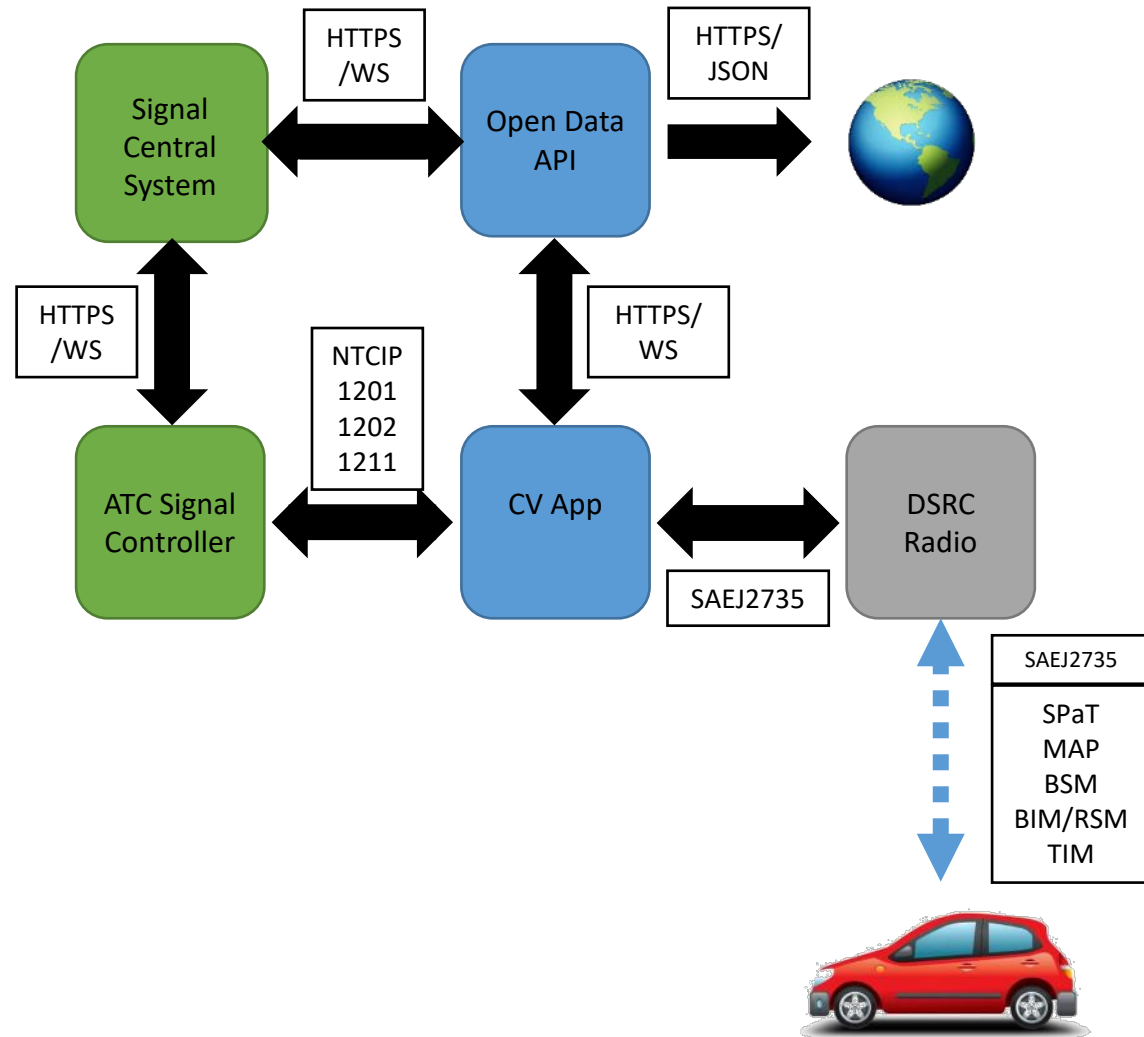 HTTPS
/WS
HTTPS/
JSON
Signal
Central
System
Open Data
API
HTTPS
/WS
NTCIP
1201
1202
1211
HTTPS/
WS
ATC Signal
Controller
CV App
DSRC
Radio
SAEJ2735
SAEJ2735
SPaT
MAP
BSM
BIM/RSM
TIM